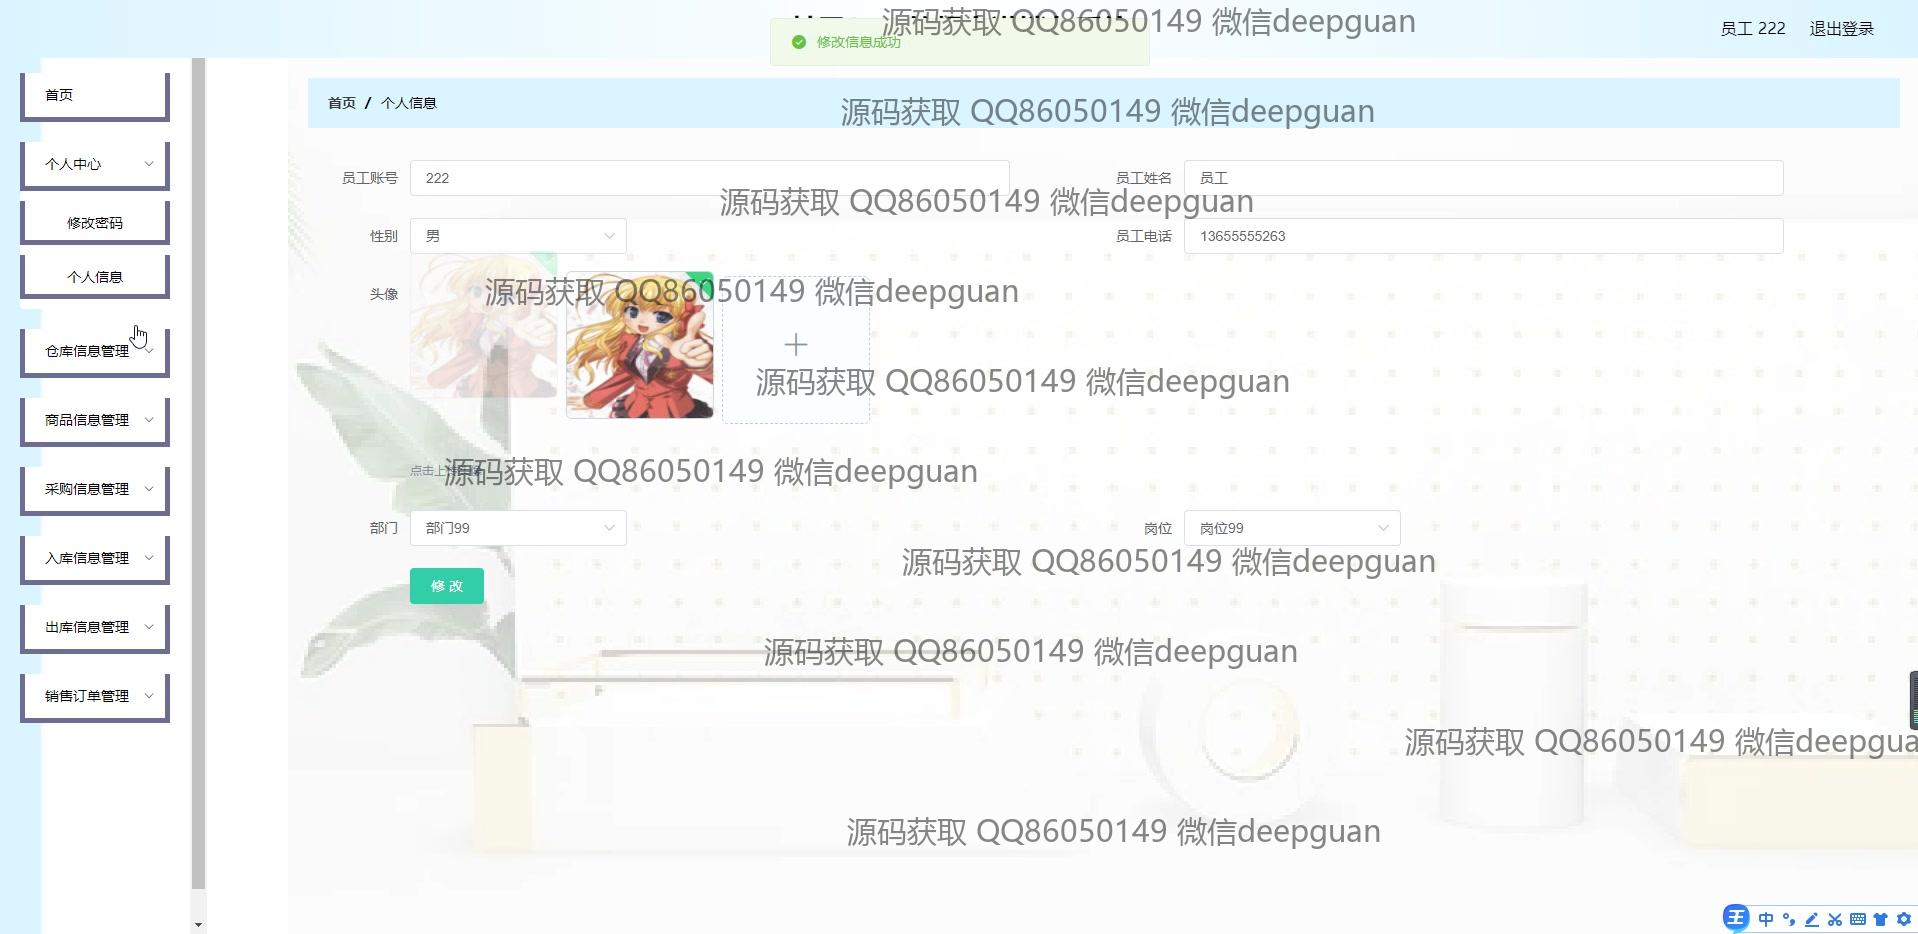 源码获取 QQ86050149 微信deepguan
员工 222 退出登录
修改信息成功
首页
首页 / 个人信息
源码获取 QQ86050149 微信deepguan
个人中心
员工账号 222
员工姓名 员工
源码获取 QQ86050149 微信deepguan
修改密码
性别 男
员工电话 13655555263
个人信息
头像
源码获取 QQ86050149 微信deepguan
仓库信息管理
源码获取 QQ86050149 微信deepguan
商品信息管理
点击上
源码获取 QQ86050149 微信deepguan
采购信息管理
部门 部门99
岗位 岗位99
入库信息管理
源码获取 QQ86050149 微信deepguan
修改
出库信息管理
源码获取 QQ86050149 微信deepguan
销售订单管理
源码获取 QQ86050149 微信deepgua
源码获取 QQ86050149 微信deepguan
王 中